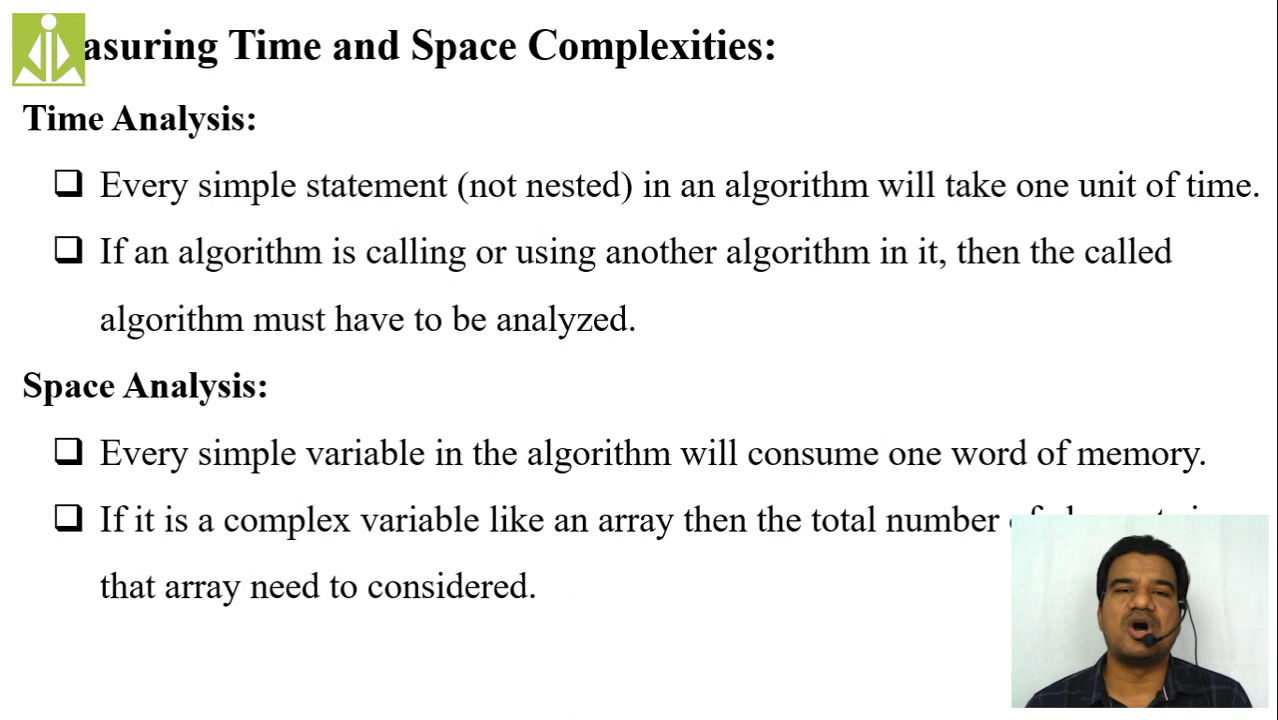 asuring Time and Space Complexities:
Time Analysis:
Every simple statement (not nested) in an algorithm will take one unit of time.
If an algorithm is calling or using another algorithm in it, then the called
algorithm must have to be analyzed.
Space Analysis:
Every simple variable in the algorithm will consume one word of memory.
If it is a complex variable like an array then the total number
that array need to considered.